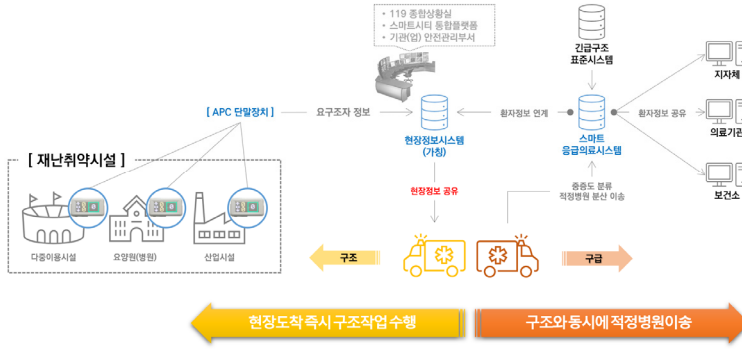 • 119 종합상황실
• 스마트시티 통합플랫폼
• 기관(업) 안전관리부서
긴급구조
표준시스템
지자체
[ APC 단말장치 ]
요구조자 정보
환자정보 연계
환자정보 공유
현장정보시스템
(가칭)
스마트
응급의료시스템
의료기관
[ 재난취약시설 ]
현장정보 공유
중증도 분류
적정병원 분산 이송
보건소
다중이용시설
요양원(병원)
산업시설
구조
구급
현장도착 즉시 구조작업 수행
구조와 동시에 적정병원이송